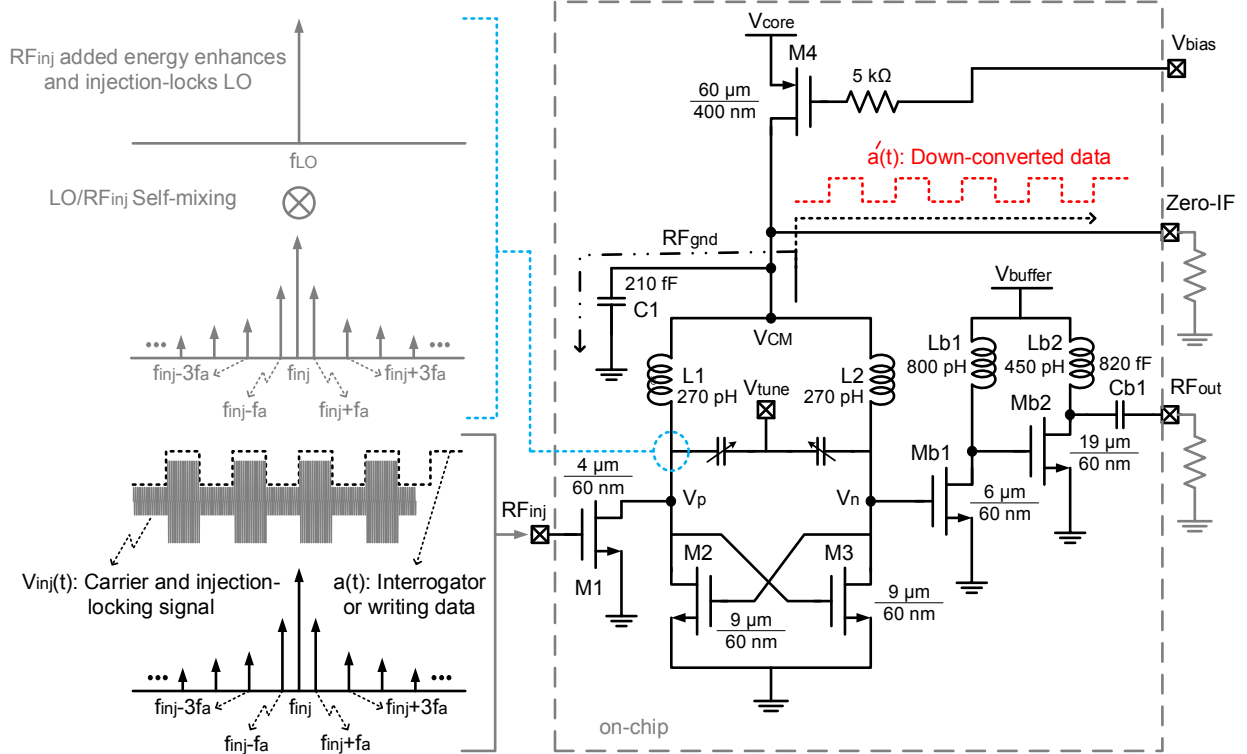 RFinj added energy enhances
and injection-locks LO
fLO
LO/RFinj Self-mixing
finj-3fa
finj
finj+3fa
finj-fa
finj+fa
Vinj(t): Carrier and injection-
locking signal
a(t): Interrogator
or writing data
finj-3fa
finj
finj+3fa
finj-fa
finj+fa
Vcore
M4
60 µm
400 nm
5 kΩ
Vbias
a′(t): Down-converted data
Zero-IF
RFgnd
210 fF
C1
VCM
Vbuffer
L1
270 pH
Vtune
L2
270 pH
Lb1
800 pH
Lb2
450 pH
820 fF
Cb1
RFout
Mb2
19 µm
60 nm
Mb1
6 µm
60 nm
4 µm
60 nm
RFinj
M1
Vp
Vn
M2
M3
9 µm
60 nm
9 µm
60 nm
on-chip